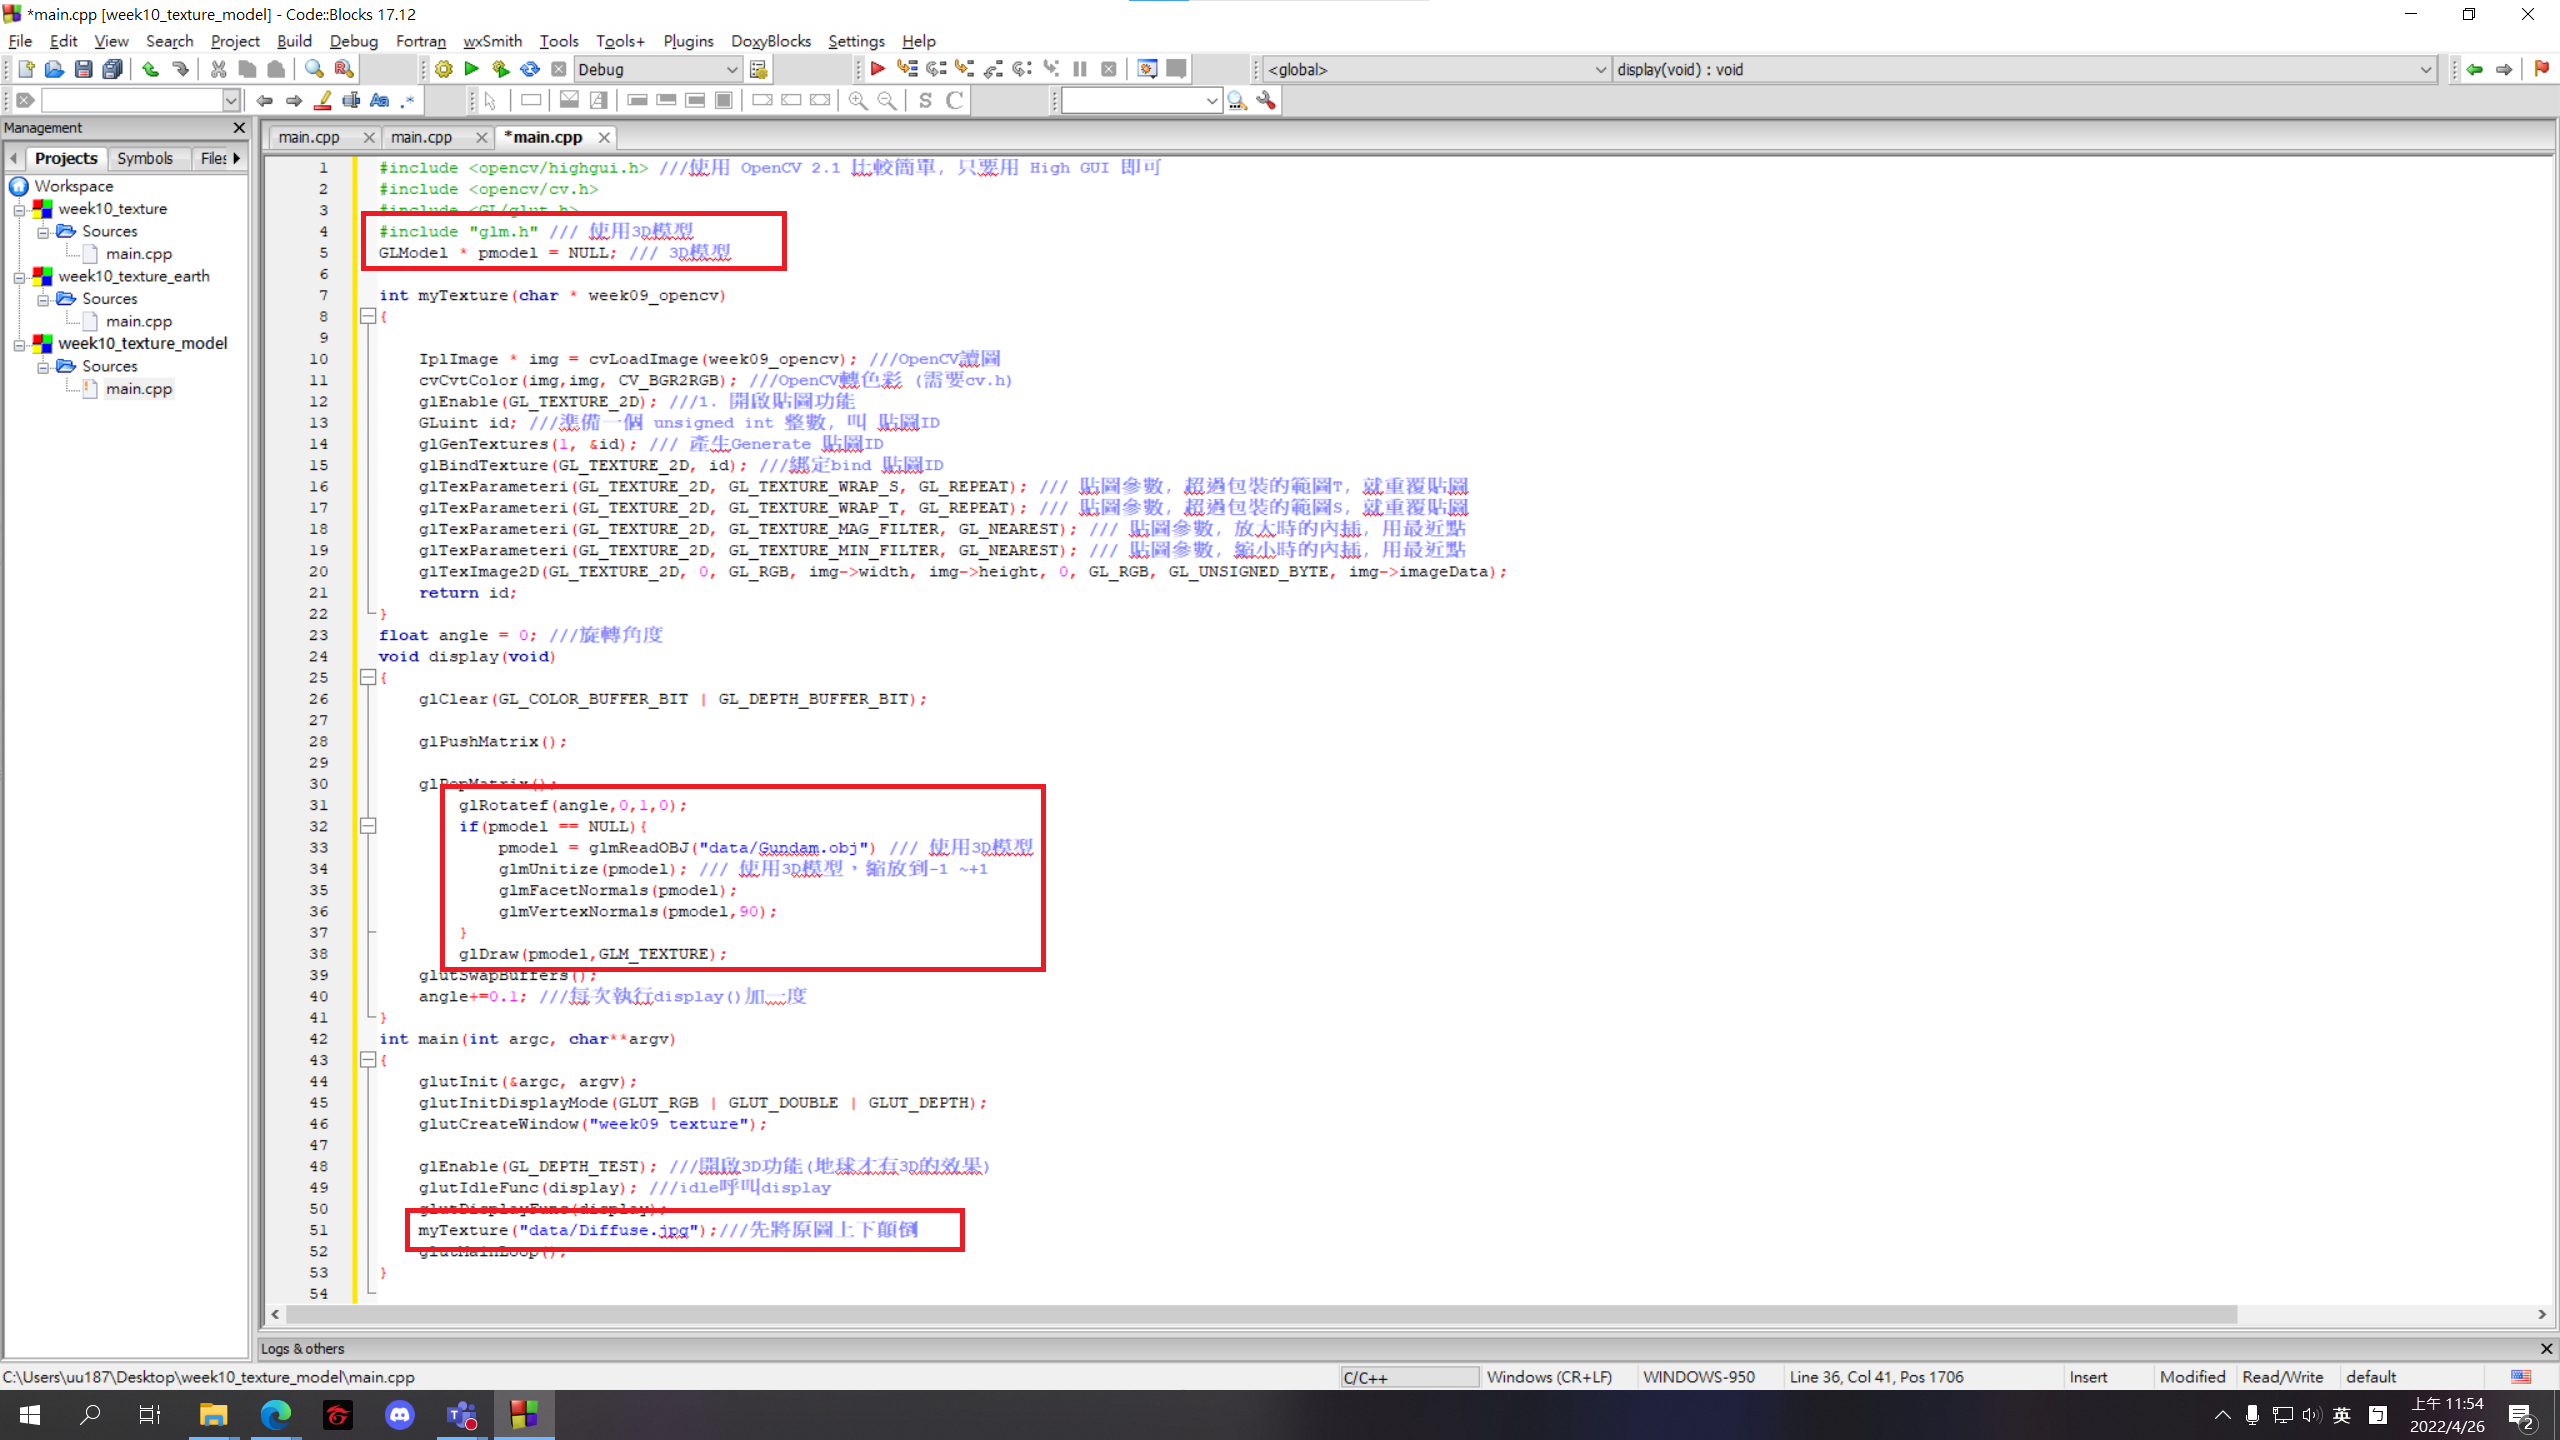 *main.cpp [week10_texture_model] - Code::Blocks 17.12
File Edit View Search Project Build Debug Fortran wxSmith Tools Tools+ Plugins DoxyBlocks Settings Help
Debug
<global>
display(void) : void
S C
Management
main.cpp main.cpp *main.cpp
Projects Symbols Files
Workspace
week10_texture
Sources
main.cpp
week10_texture_earth
Sources
main.cpp
week10_texture_model
Sources
main.cpp
1 #include <opencv/highgui.h> ///使用 OpenCV 2.1 比較簡單, 只要用 High GUI 即可
2 #include <opencv/cv.h>
3 #include <GL/glut.h>
4 #include "glm.h" /// 使用3D模型
5 GLModel * pmodel = NULL; /// 3D模型
6
7 int myTexture(char * week09_opencv)
8 {
9
10 IplImage * img = cvLoadImage(week09_opencv); ///OpenCV讀圖
11 cvCvtColor(img,img, CV_BGR2RGB); ///OpenCV轉色彩 (需要cv.h)
12 glEnable(GL_TEXTURE_2D); ///1. 開啟貼圖功能
13 GLuint id; ///準備一個 unsigned int 整數, 叫 貼圖ID
14 glGenTextures(1, &id); /// 產生Generate 貼圖ID
15 glBindTexture(GL_TEXTURE_2D, id); ///綁定bind 貼圖ID
16 glTexParameteri(GL_TEXTURE_2D, GL_TEXTURE_WRAP_S, GL_REPEAT); /// 貼圖參數, 超過包裝的範圖T, 就重覆貼圖
17 glTexParameteri(GL_TEXTURE_2D, GL_TEXTURE_WRAP_T, GL_REPEAT); /// 貼圖參數, 超過包裝的範圖S, 就重覆貼圖
18 glTexParameteri(GL_TEXTURE_2D, GL_TEXTURE_MAG_FILTER, GL_NEAREST); /// 貼圖參數, 放大時的內插, 用最近點
19 glTexParameteri(GL_TEXTURE_2D, GL_TEXTURE_MIN_FILTER, GL_NEAREST); /// 貼圖參數, 縮小時的內插, 用最近點
20 glTexImage2D(GL_TEXTURE_2D, 0, GL_RGB, img->width, img->height, 0, GL_RGB, GL_UNSIGNED_BYTE, img->imageData);
21 return id;
22 }
23 float angle = 0; ///旋轉角度
24 void display(void)
25 {
26 glClear(GL_COLOR_BUFFER_BIT | GL_DEPTH_BUFFER_BIT);
27
28 glPushMatrix();
29
30 glPopMatrix();
31 glRotatef(angle,0,1,0);
32 if(pmodel == NULL){
33 pmodel = glmReadOBJ("data/Gundam.obj") /// 使用3D模型
34 glmUnitize(pmodel); /// 使用3D模型,縮放到-1 ~+1
35 glmFacetNormals(pmodel);
36 glmVertexNormals(pmodel,90);
37 }
38 glDraw(pmodel,GLM_TEXTURE);
39 glutSwapBuffers();
40 angle+=0.1; ///每次執行display()加一度
41 }
42 int main(int argc, char**argv)
43 {
44 glutInit(&argc, argv);
45 glutInitDisplayMode(GLUT_RGB | GLUT_DOUBLE | GLUT_DEPTH);
46 glutCreateWindow("week09 texture");
47
48 glEnable(GL_DEPTH_TEST); ///開啟3D功能(地球才有3D的效果)
49 glutIdleFunc(display); ///idle呼叫display
50 glutDisplayFunc(display);
51 myTexture("data/Diffuse.jpg");///先將原圖上下顛倒
52 glutMainLoop();
53 }
54
Logs & others
C:\Users\uu187\Desktop\week10_texture_model\main.cpp C/C++ Windows (CR+LF) WINDOWS-950 Line 36, Col 41, Pos 1706 Insert Modified Read/Write default
英
上午 11:54
2022/4/26
2